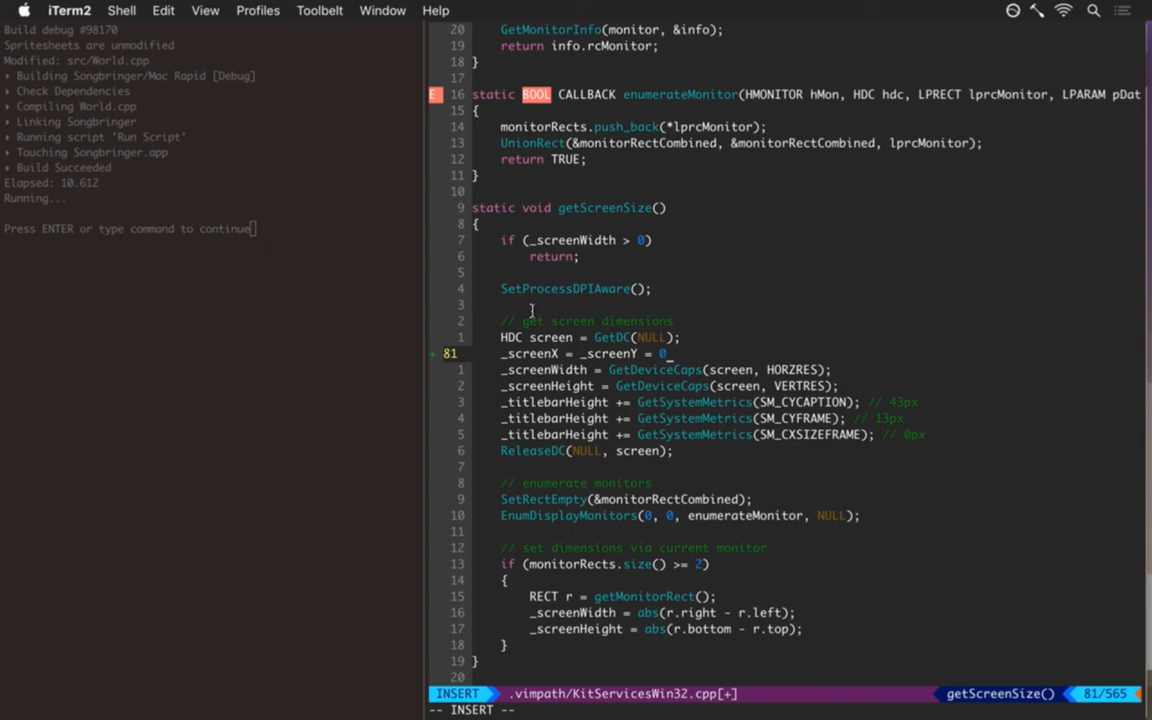 iTerm2 Shell Edit View Profiles Toolbelt Window Help
Build debug #98170
Spritesheets are unmodified
Modified: src/World.cpp
▸ Building Songbringer/Mac Rapid [Debug]
▸ Check Dependencies
▸ Compiling World.cpp
▸ Linking Songbringer
▸ Running script 'Run Script'
▸ Touching Songbringer.app
▸ Build Succeeded
Elapsed: 10.612
Running...
Press ENTER or type command to continue
20 GetMonitorInfo(monitor, &info);
19 return info.rcMonitor;
18 }
17
E 16 static BOOL CALLBACK enumerateMonitor(HMONITOR hMon, HDC hdc, LPRECT lprcMonitor, LPARAM pDat
15 {
14 monitorRects.push_back(*lprcMonitor);
13 UnionRect(&monitorRectCombined, &monitorRectCombined, lprcMonitor);
12 return TRUE;
11 }
10
9 static void getScreenSize()
8 {
7 if (_screenWidth > 0)
6 return;
5
4 SetProcessDPIAware();
3
2 // get screen dimensions
1 HDC screen = GetDC(NULL);
+ 81 _screenX = _screenY = 0_
1 _screenWidth = GetDeviceCaps(screen, HORZRES);
2 _screenHeight = GetDeviceCaps(screen, VERTRES);
3 _titlebarHeight += GetSystemMetrics(SM_CYCAPTION); // 43px
4 _titlebarHeight += GetSystemMetrics(SM_CYFRAME); // 13px
5 _titlebarHeight += GetSystemMetrics(SM_CXSIZEFRAME); // 0px
6 ReleaseDC(NULL, screen);
7
8 // enumerate monitors
9 SetRectEmpty(&monitorRectCombined);
10 EnumDisplayMonitors(0, 0, enumerateMonitor, NULL);
11
12 // set dimensions via current monitor
13 if (monitorRects.size() >= 2)
14 {
15 RECT r = getMonitorRect();
16 _screenWidth = abs(r.right - r.left);
17 _screenHeight = abs(r.bottom - r.top);
18 }
19 }
20
INSERT .vimpath/KitServicesWin32.cpp[+] getScreenSize() 81/565
-- INSERT --